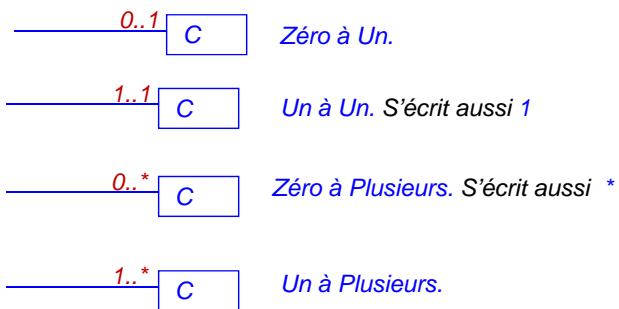 0..1 C Zéro à Un.
1..1 C Un à Un. S'écrit aussi 1
0..* C Zéro à Plusieurs. S'écrit aussi *
1..* C Un à Plusieurs.